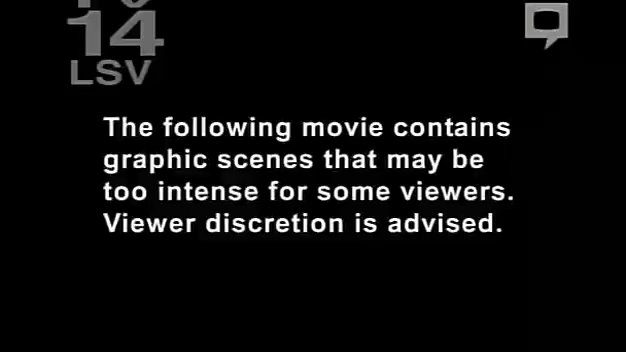 TV
14
LSV
The following movie contains
graphic scenes that may be
too intense for some viewers.
Viewer discretion is advised.